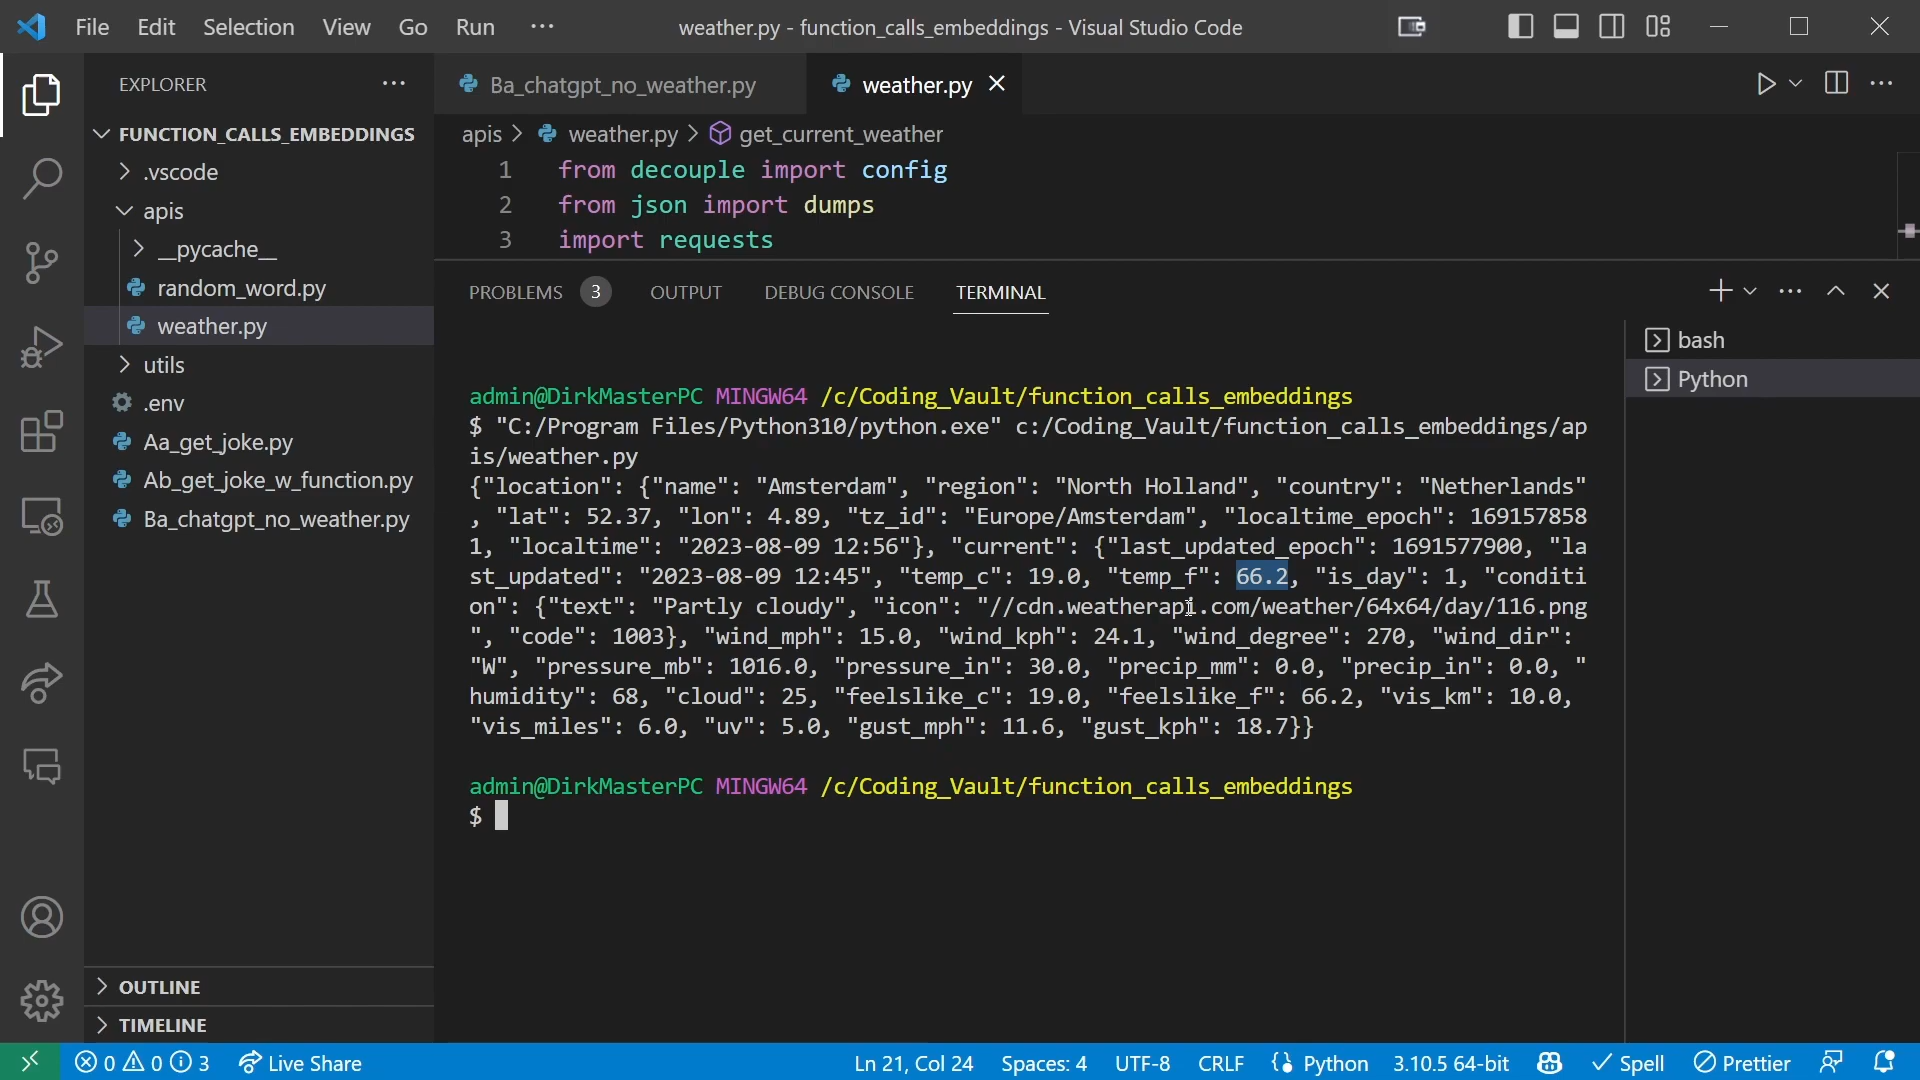 File Edit Selection View Go Run ··· weather.py - function_calls_embeddings - Visual Studio Code
EXPLORER ···
Ba_chatgpt_no_weather.py weather.py
FUNCTION_CALLS_EMBEDDINGS
.vscode
apis
__pycache__
random_word.py
weather.py
utils
.env
Aa_get_joke.py
Ab_get_joke_w_function.py
Ba_chatgpt_no_weather.py
OUTLINE
TIMELINE
apis > weather.py > get_current_weather
1 from decouple import config
2 from json import dumps
3 import requests
PROBLEMS 3 OUTPUT DEBUG CONSOLE TERMINAL
bash
Python
admin@DirkMasterPC MINGW64 /c/Coding_Vault/function_calls_embeddings
$ "C:/Program Files/Python310/python.exe" c:/Coding_Vault/function_calls_embeddings/ap
is/weather.py
{"location": {"name": "Amsterdam", "region": "North Holland", "country": "Netherlands"
, "lat": 52.37, "lon": 4.89, "tz_id": "Europe/Amsterdam", "localtime_epoch": 169157858
1, "localtime": "2023-08-09 12:56"}, "current": {"last_updated_epoch": 1691577900, "la
st_updated": "2023-08-09 12:45", "temp_c": 19.0, "temp_f": 66.2, "is_day": 1, "conditi
on": {"text": "Partly cloudy", "icon": "//cdn.weatherapi.com/weather/64x64/day/116.png
", "code": 1003}, "wind_mph": 15.0, "wind_kph": 24.1, "wind_degree": 270, "wind_dir":
"W", "pressure_mb": 1016.0, "pressure_in": 30.0, "precip_mm": 0.0, "precip_in": 0.0, "
humidity": 68, "cloud": 25, "feelslike_c": 19.0, "feelslike_f": 66.2, "vis_km": 10.0,
"vis_miles": 6.0, "uv": 5.0, "gust_mph": 11.6, "gust_kph": 18.7}}
admin@DirkMasterPC MINGW64 /c/Coding_Vault/function_calls_embeddings
$
0 0 3 Live Share Ln 21, Col 24 Spaces: 4 UTF-8 CRLF Python 3.10.5 64-bit Spell Prettier